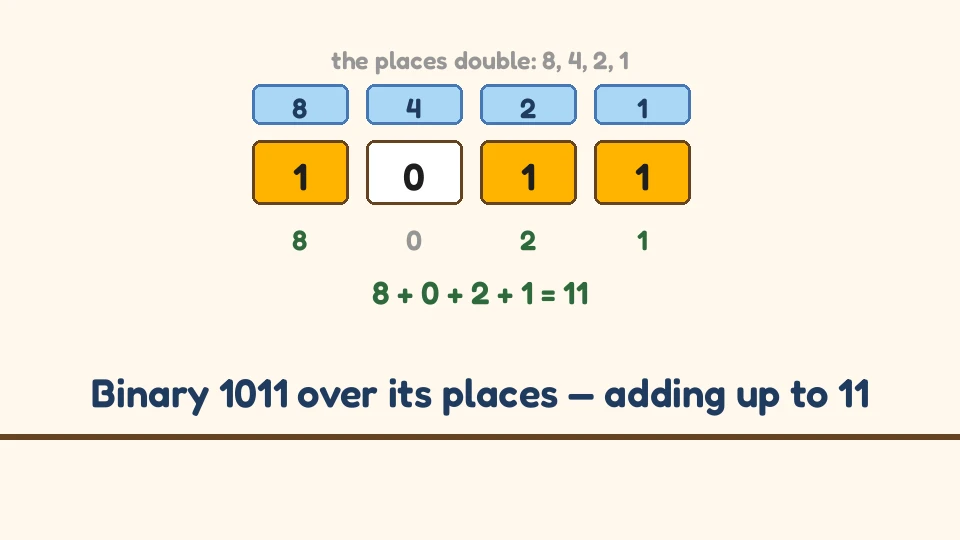 the places double: 8, 4, 2, 1
8 4 2 1
1 0 1 1
8 0 2 1
8 + 0 + 2 + 1 = 11
Binary 1011 over its places — adding up to 11